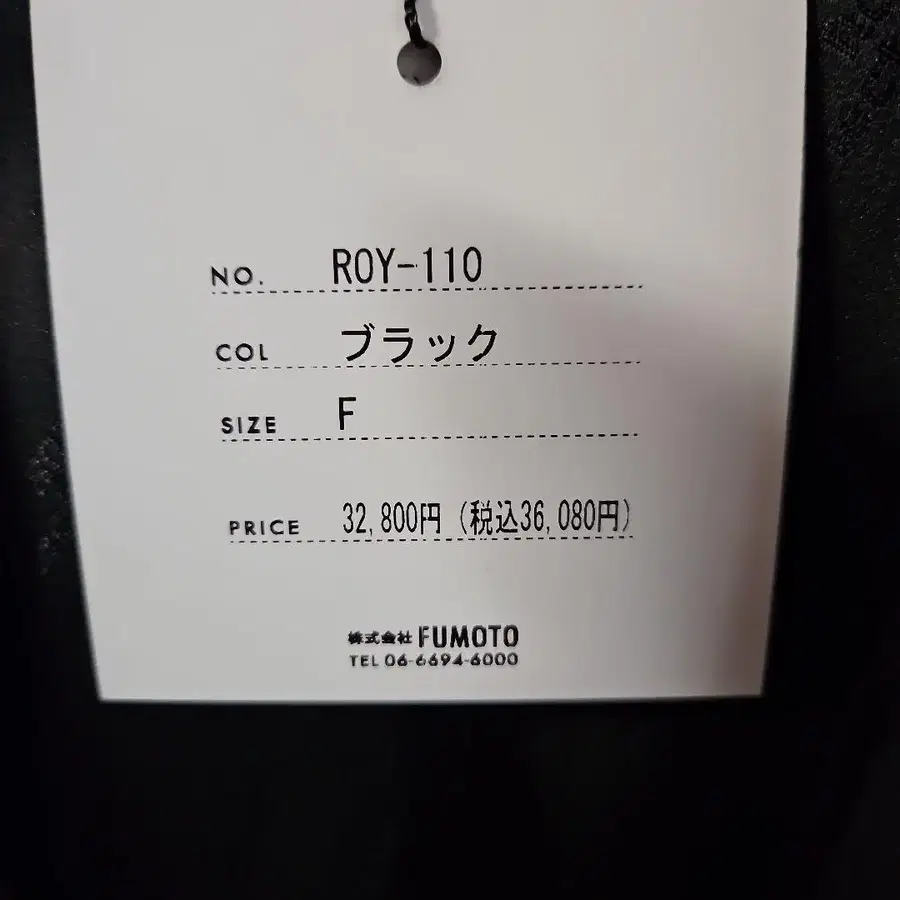 NO. ROY-110
COL ブラック
SIZE F
PRICE 32,800円(税込36,080円)
株式会社 FUMOTO
TEL 06-6694-6000